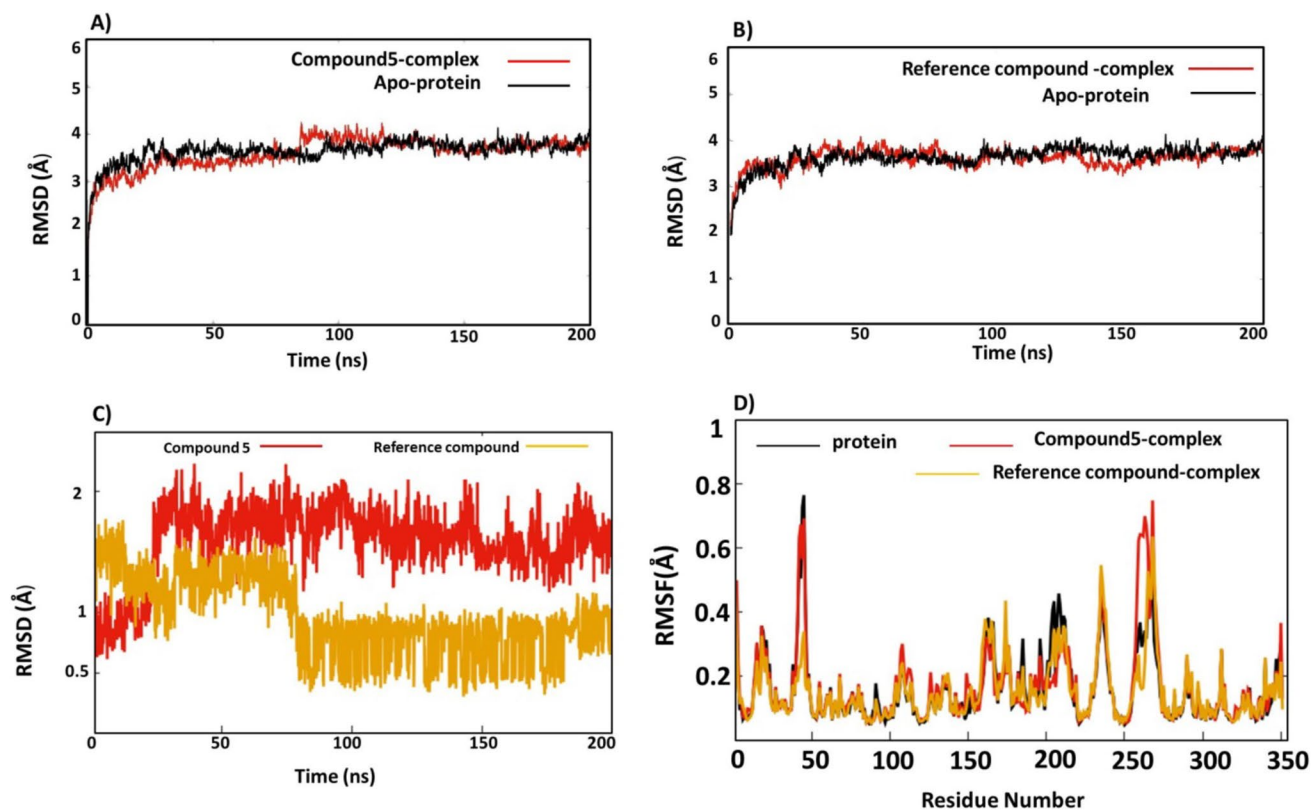 A)
6
5
4
3
2
1
0
RMSD (Å)
Compound5-complex
Apo-protein
0 50 100 150 200
Time (ns)
B)
6
5
4
3
2
1
0
RMSD (Å)
Reference compound -complex
Apo-protein
0 50 100 150 200
Time (ns)
C)
Compound 5 Reference compound
2
1
0.5
RMSD (Å)
0 50 100 150 200
Time (ns)
D)
1
0.8
0.6
0.4
0.2
RMSF(Å)
protein Compound5-complex
Reference compound-complex
0 50 100 150 200 250 300 350
Residue Number